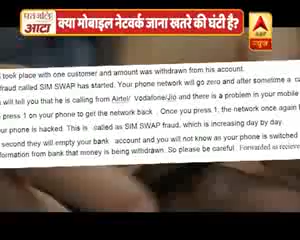 पल में तोला पल में
आटा
क्या मोबाइल नेटवर्क जाना खतरे की घंटी है?
abp
न्यूज़
took place with one customer and amount was withdrawn from his account.
fraud called SIM SWAP has started. Your phone network will go zero and after sometime a
will tell you that he is calling from Airtel/ Vodafone/Jio and there is a problem in your mobile
press 1 on your phone to get the network back . Once you press 1, the network once again
our phone is hacked. This is called as SIM SWAP fraud, which is increasing day by day.
second they will empty your bank account and you will not know as your phone is switched
formation from bank that money is being withdrawn. So please be careful. Forwarded as recieve